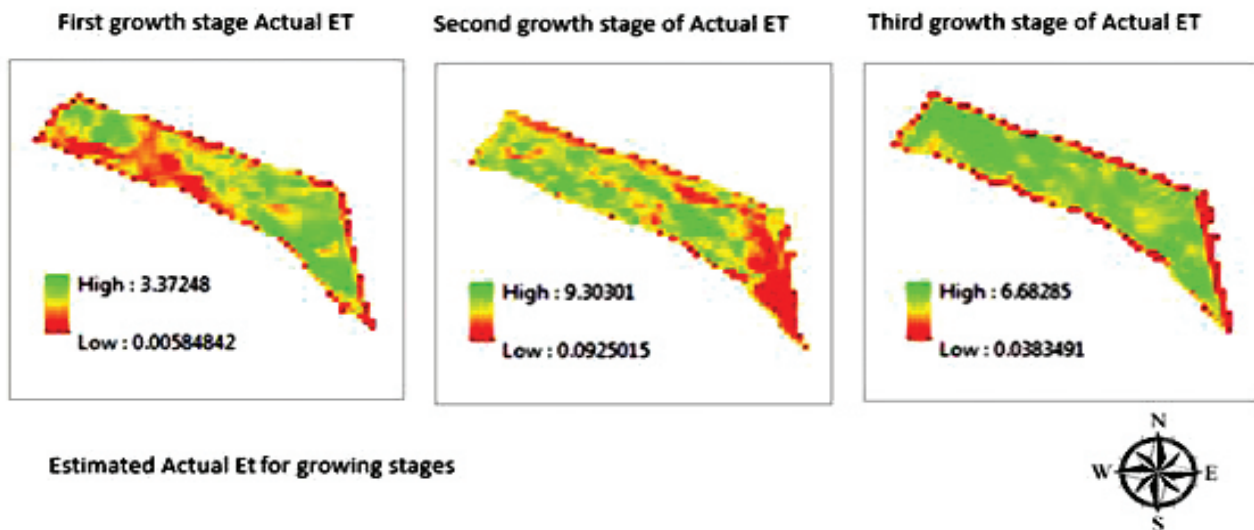 First growth stage Actual ET
Second growth stage of Actual ET
Third growth stage of Actual ET
High : 3.37248
Low : 0.00584842
High : 9.30301
Low : 0.0925015
High : 6.68285
Low : 0.0383491
Estimated Actual Et for growing stages
N
W E
S